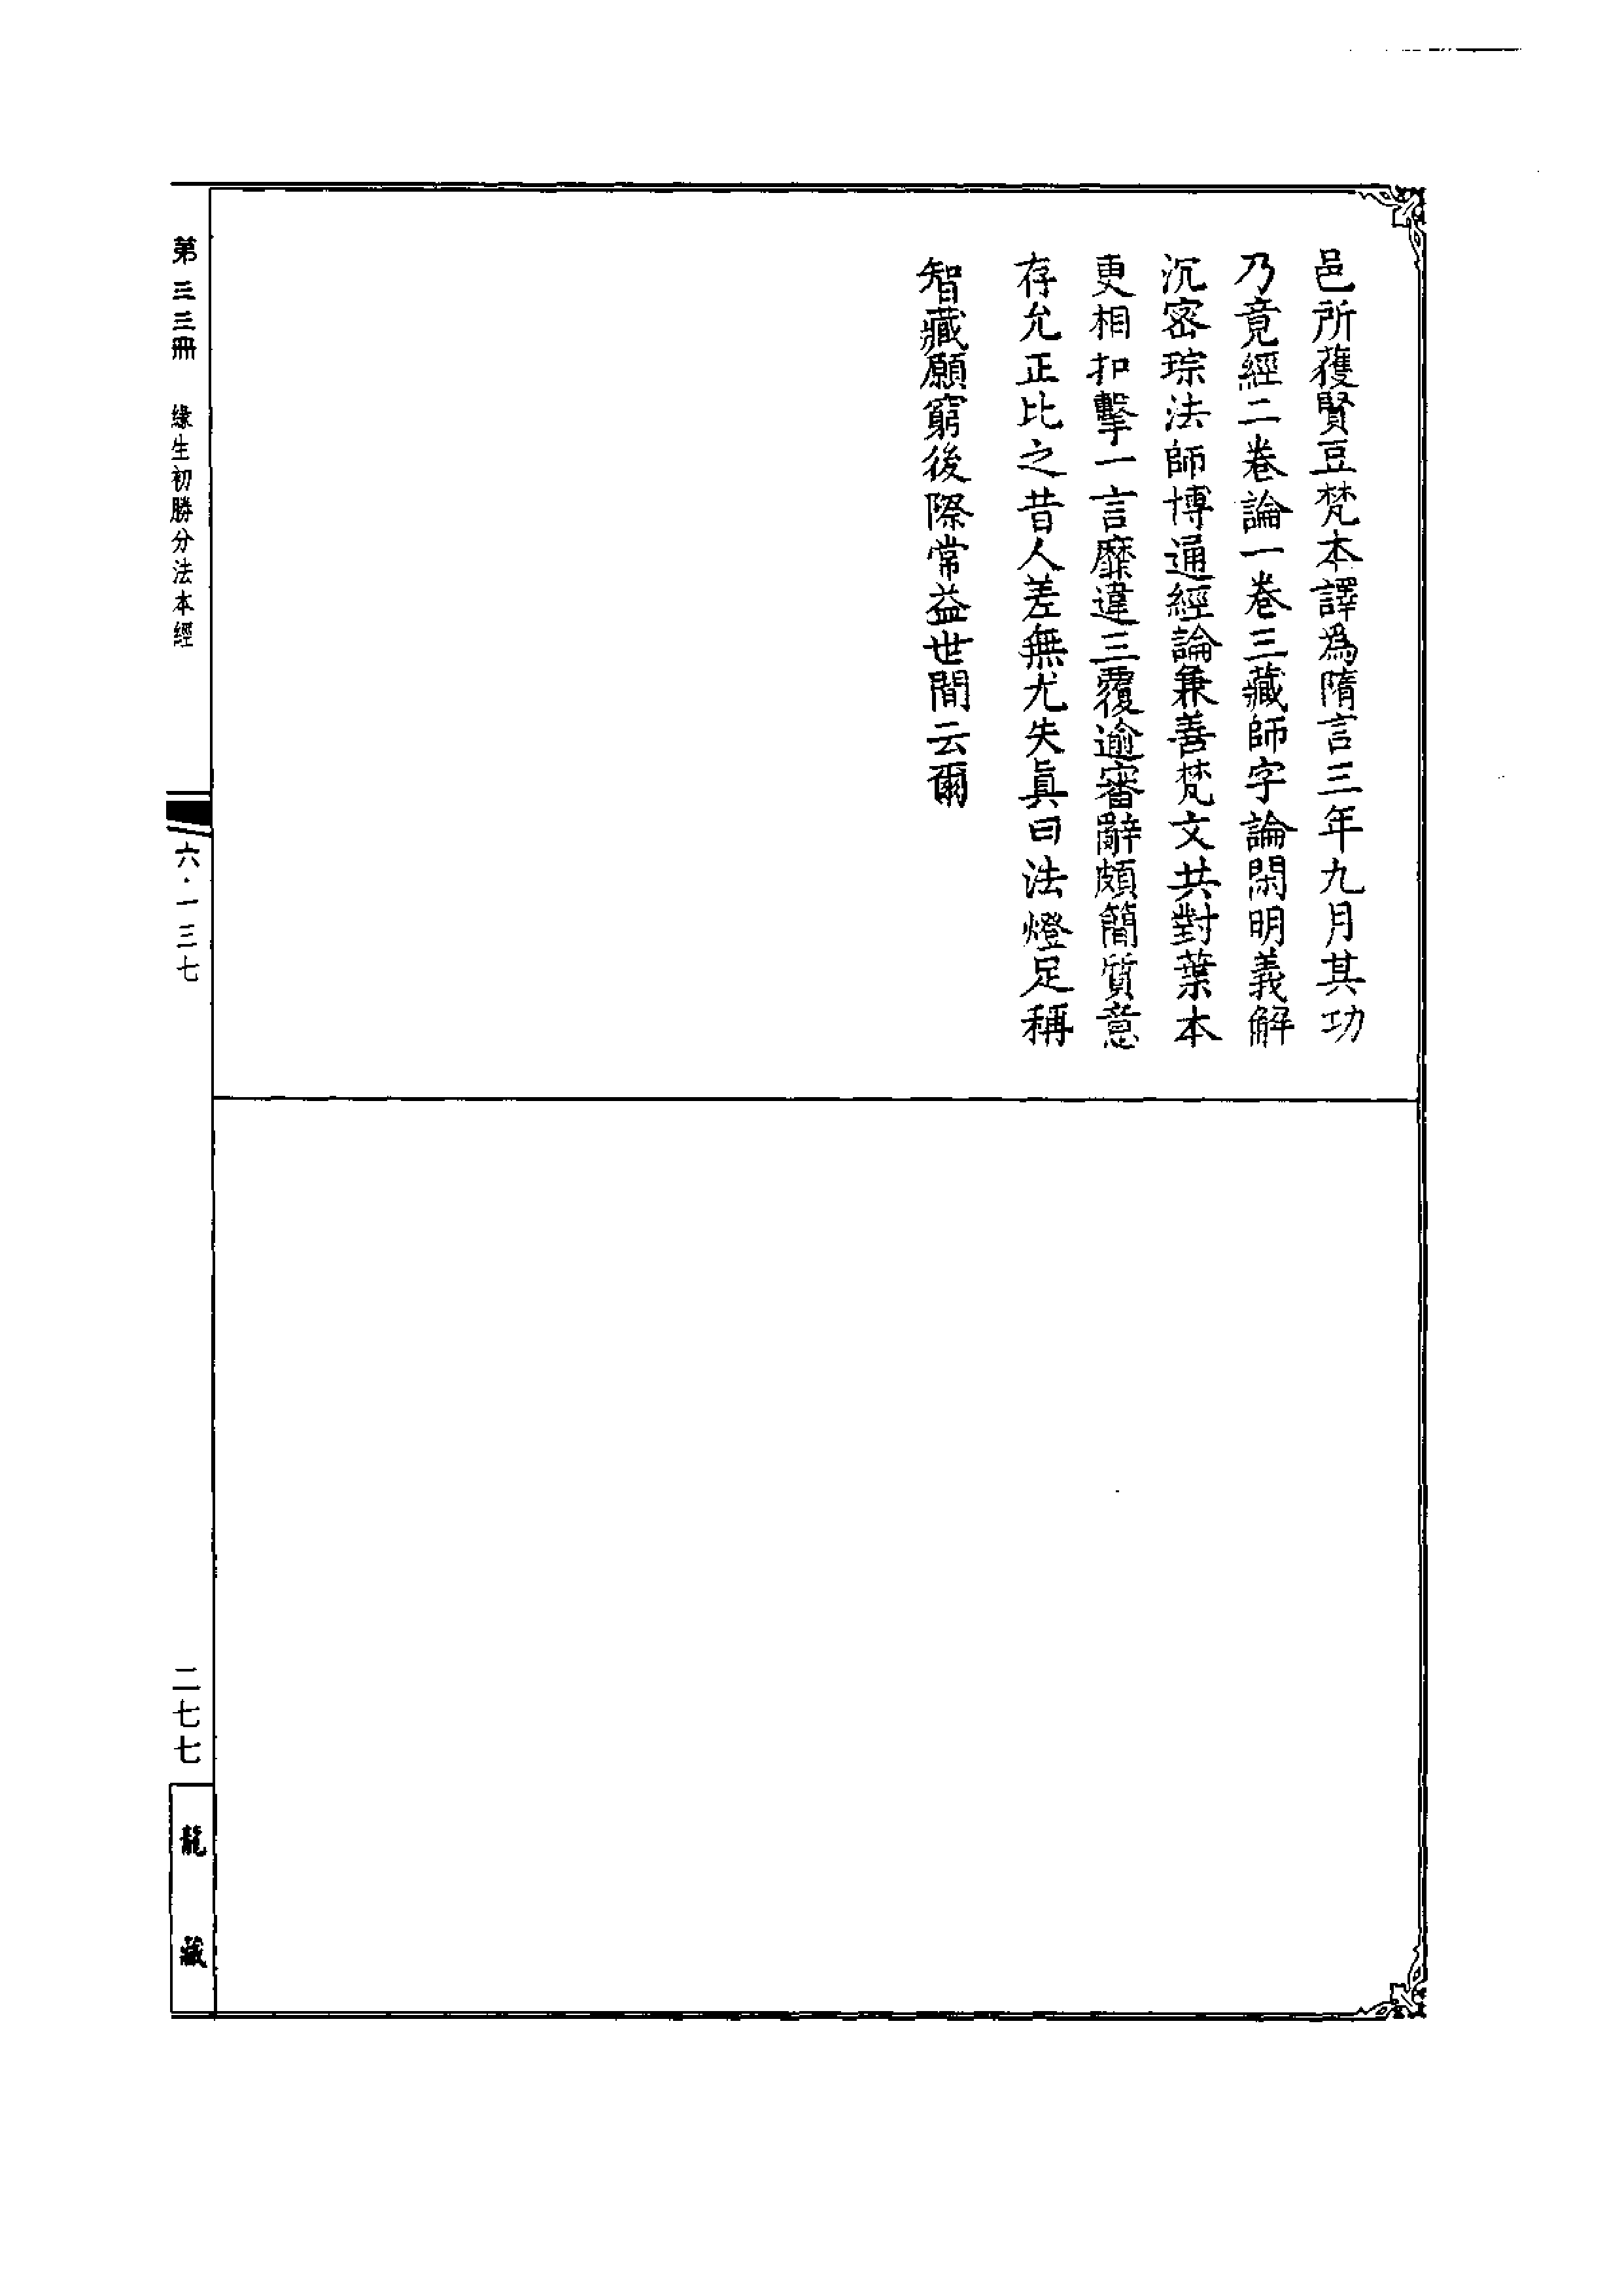 邑所獲賢豆梵本譯爲隋言三年九月其功
乃竟經二卷論一卷三藏師字論閑明義解
沉密琮法師博通經論兼善梵文共對葉本
更相扣擊一言靡違三覆逾審辭頗簡質意
存允正比之昔人差無尤失眞曰法燈足稱
智藏願窮後際常益世間云爾
第三三冊　緣生初勝分法本經
六·一三七
二七七
龍藏